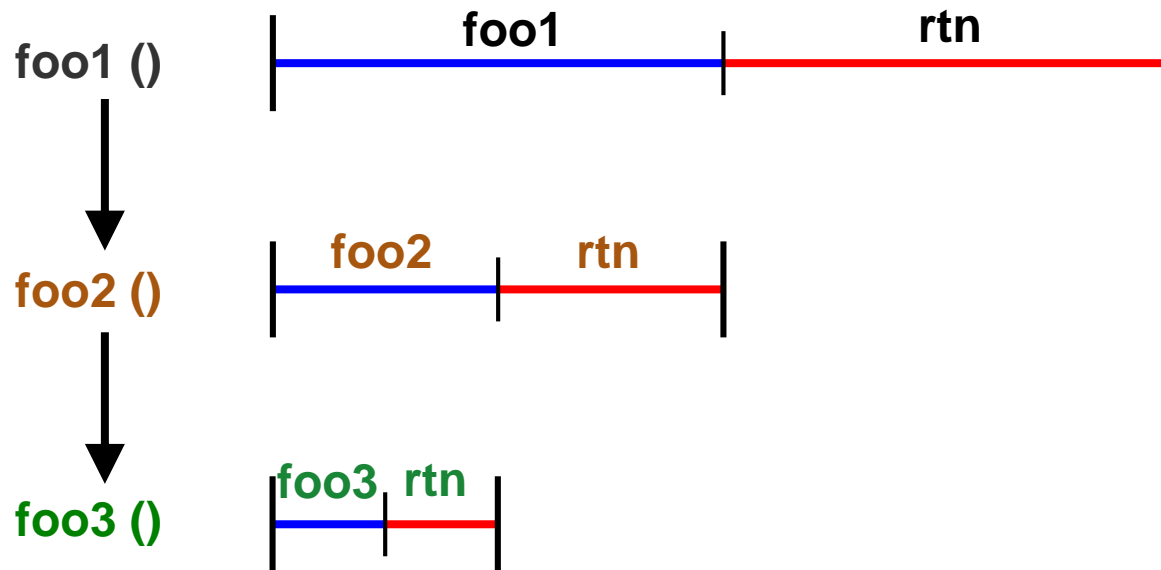 foo1 ()
foo1
rtn
foo2 ()
foo2
rtn
foo3 ()
foo3
rtn